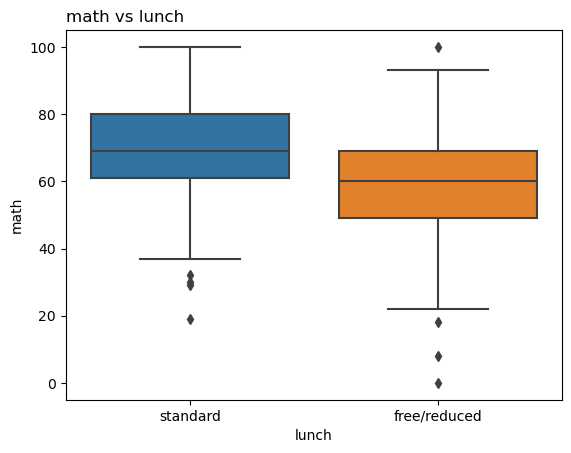 math vs lunch
100
80
60
40
20
0
math
standard
free/reduced
lunch